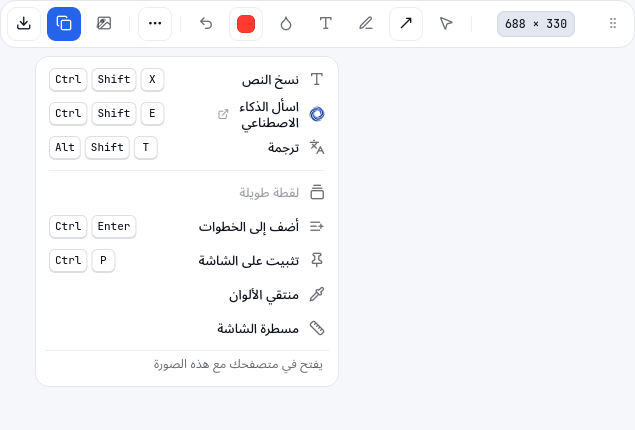 688 × 330
نسخ النص Ctrl Shift X
اسأل الذكاء
الاصطناعي Ctrl Shift E
ترجمة Alt Shift T
لقطة طويلة
أضف إلى الخطوات Ctrl Enter
تثبيت على الشاشة Ctrl P
منتقي الألوان
مسطرة الشاشة
يفتح في متصفحك مع هذه الصورة